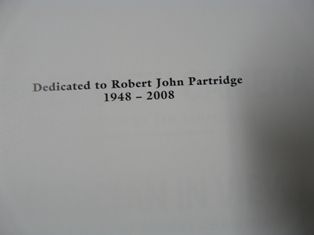 Dedicated to Robert John Partridge
1948 – 2008